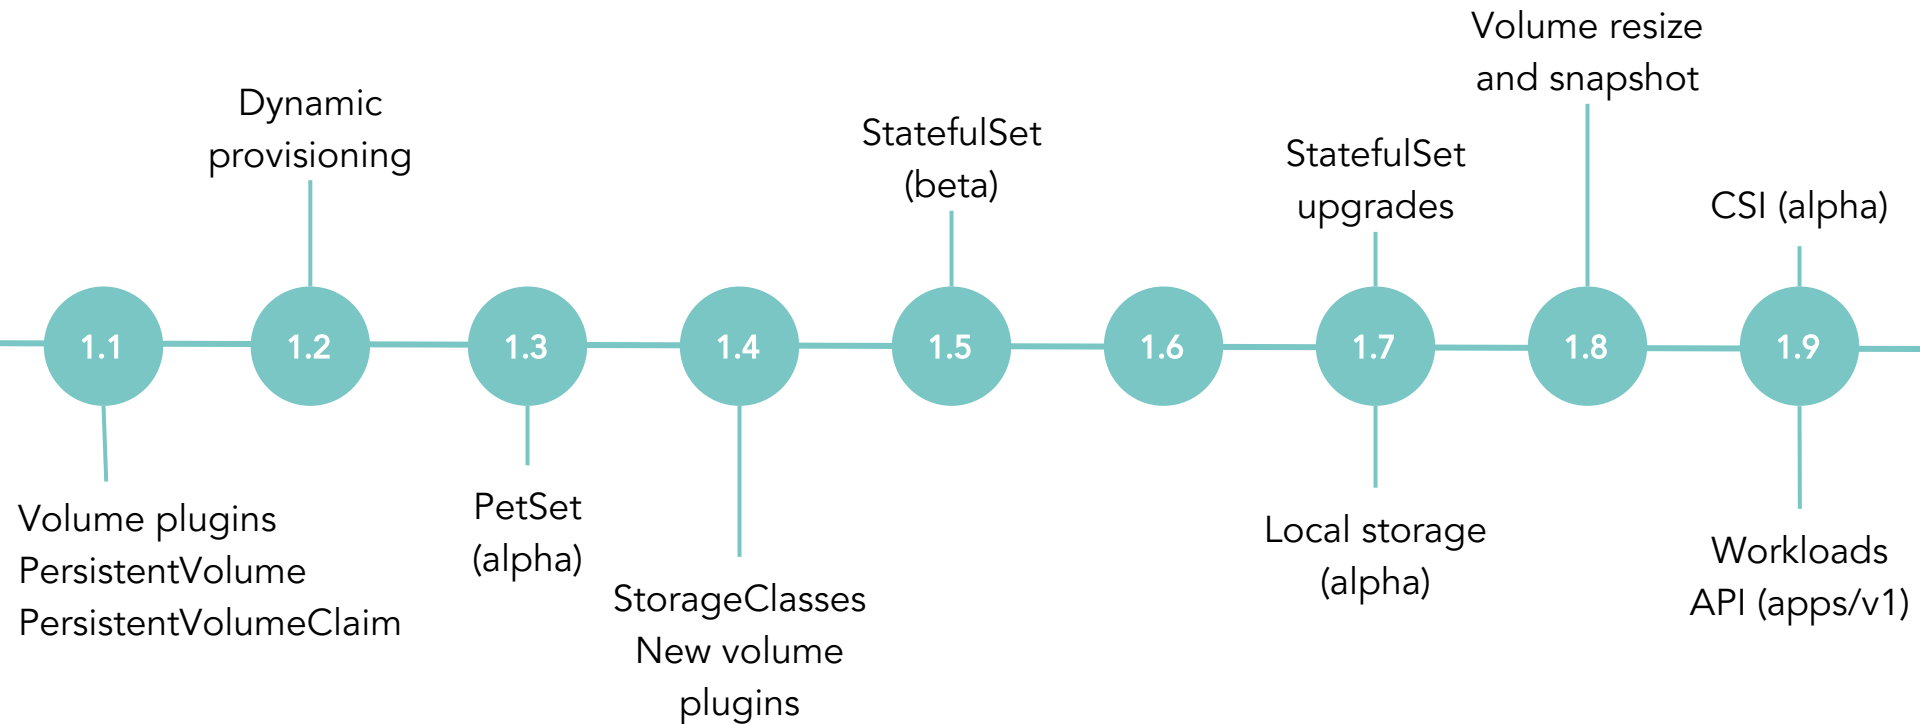 Volume resize
and snapshot
Dynamic
provisioning
StatefulSet
(beta)
StatefulSet
upgrades
CSI (alpha)
1.1
1.2
1.3
1.4
1.5
1.6
1.7
1.8
1.9
Volume plugins
PersistentVolume
PersistentVolumeClaim
PetSet
(alpha)
StorageClasses
New volume
plugins
Local storage
(alpha)
Workloads
API (apps/v1)